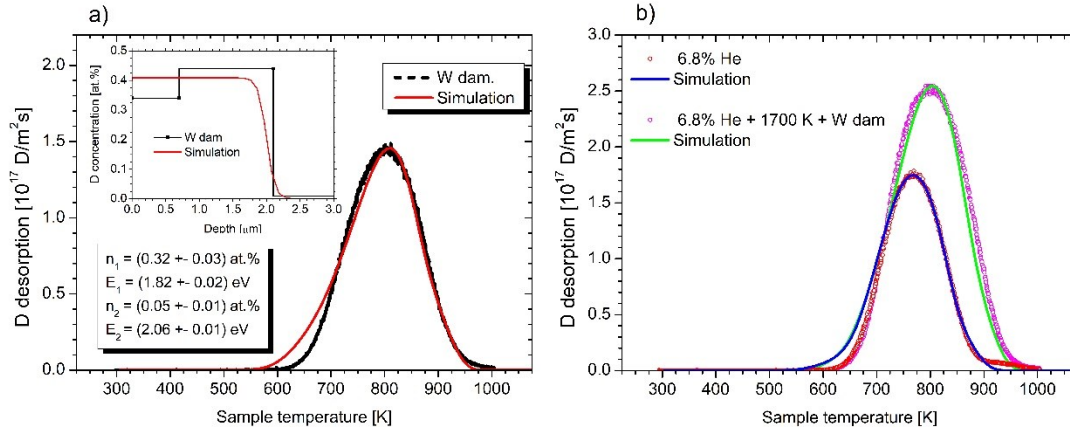 a)
D desorption [10^17 D/m²s]
2.0
1.5
1.0
0.5
0.0
300 400 500 600 700 800 900 1000
Sample temperature [K]
W dam.
Simulation
D concentration [at.%]
0.5
0.4
0.3
0.2
0.1
0.0
0.0 0.5 1.0 1.5 2.0 2.5 3.0
Depth [μm]
W dam
Simulation
n₁ = (0.32 +- 0.03) at.%
E₁ = (1.82 +- 0.02) eV
n₂ = (0.05 +- 0.01) at.%
E₂ = (2.06 +- 0.01) eV
b)
D desorption [10^17 D/m²s]
3.0
2.5
2.0
1.5
1.0
0.5
0.0
300 400 500 600 700 800 900 1000
Sample temperature [K]
6.8% He
Simulation
6.8% He + 1700 K + W dam
Simulation